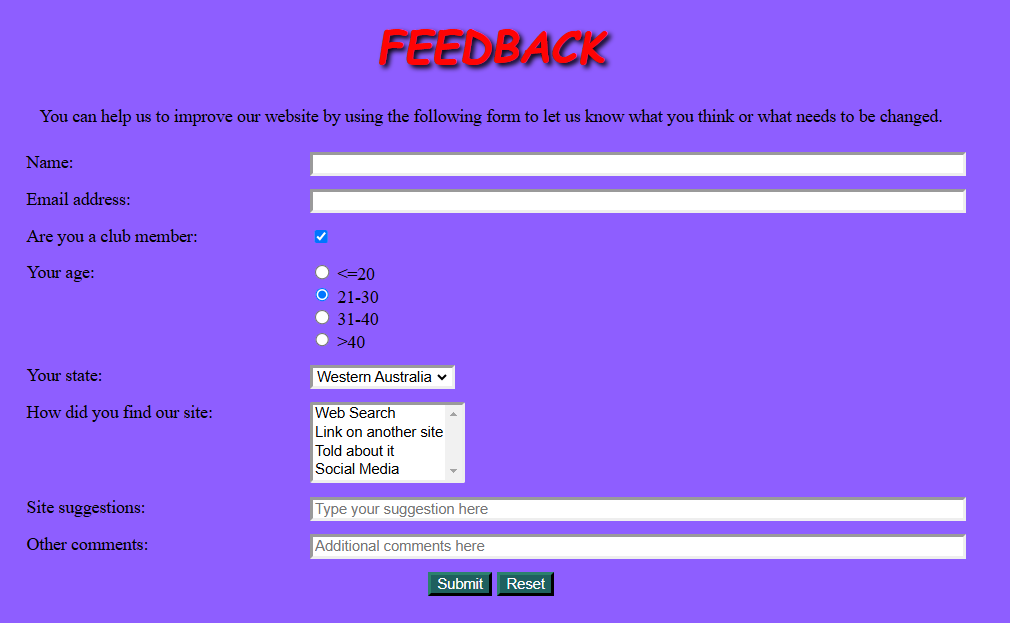 FEEDBACK
You can help us to improve our website by using the following form to let us know what you think or what needs to be changed.
Name:
Email address:
Are you a club member:
Your age:
<=20
21-30
31-40
>40
Your state:
Western Australia
How did you find our site:
Web Search
Link on another site
Told about it
Social Media
Site suggestions:
Type your suggestion here
Other comments:
Additional comments here
Submit Reset